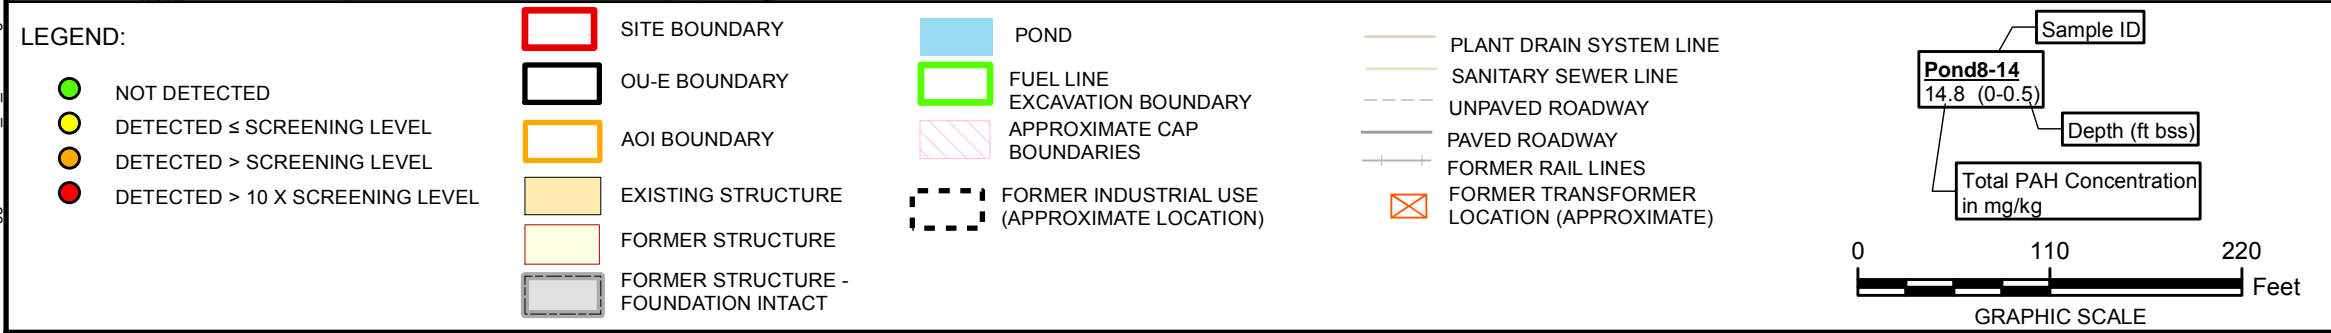 LEGEND:
NOT DETECTED
DETECTED ≤ SCREENING LEVEL
DETECTED > SCREENING LEVEL
DETECTED > 10 X SCREENING LEVEL
SITE BOUNDARY
OU-E BOUNDARY
AOI BOUNDARY
EXISTING STRUCTURE
FORMER STRUCTURE
FORMER STRUCTURE -
FOUNDATION INTACT
POND
FUEL LINE
EXCAVATION BOUNDARY
APPROXIMATE CAP
BOUNDARIES
FORMER INDUSTRIAL USE
(APPROXIMATE LOCATION)
PLANT DRAIN SYSTEM LINE
SANITARY SEWER LINE
UNPAVED ROADWAY
PAVED ROADWAY
FORMER RAIL LINES
FORMER TRANSFORMER
LOCATION (APPROXIMATE)
Sample ID
Pond8-14
14.8 (0-0.5)
Depth (ft bss)
Total PAH Concentration
in mg/kg
0 110 220
Feet
GRAPHIC SCALE